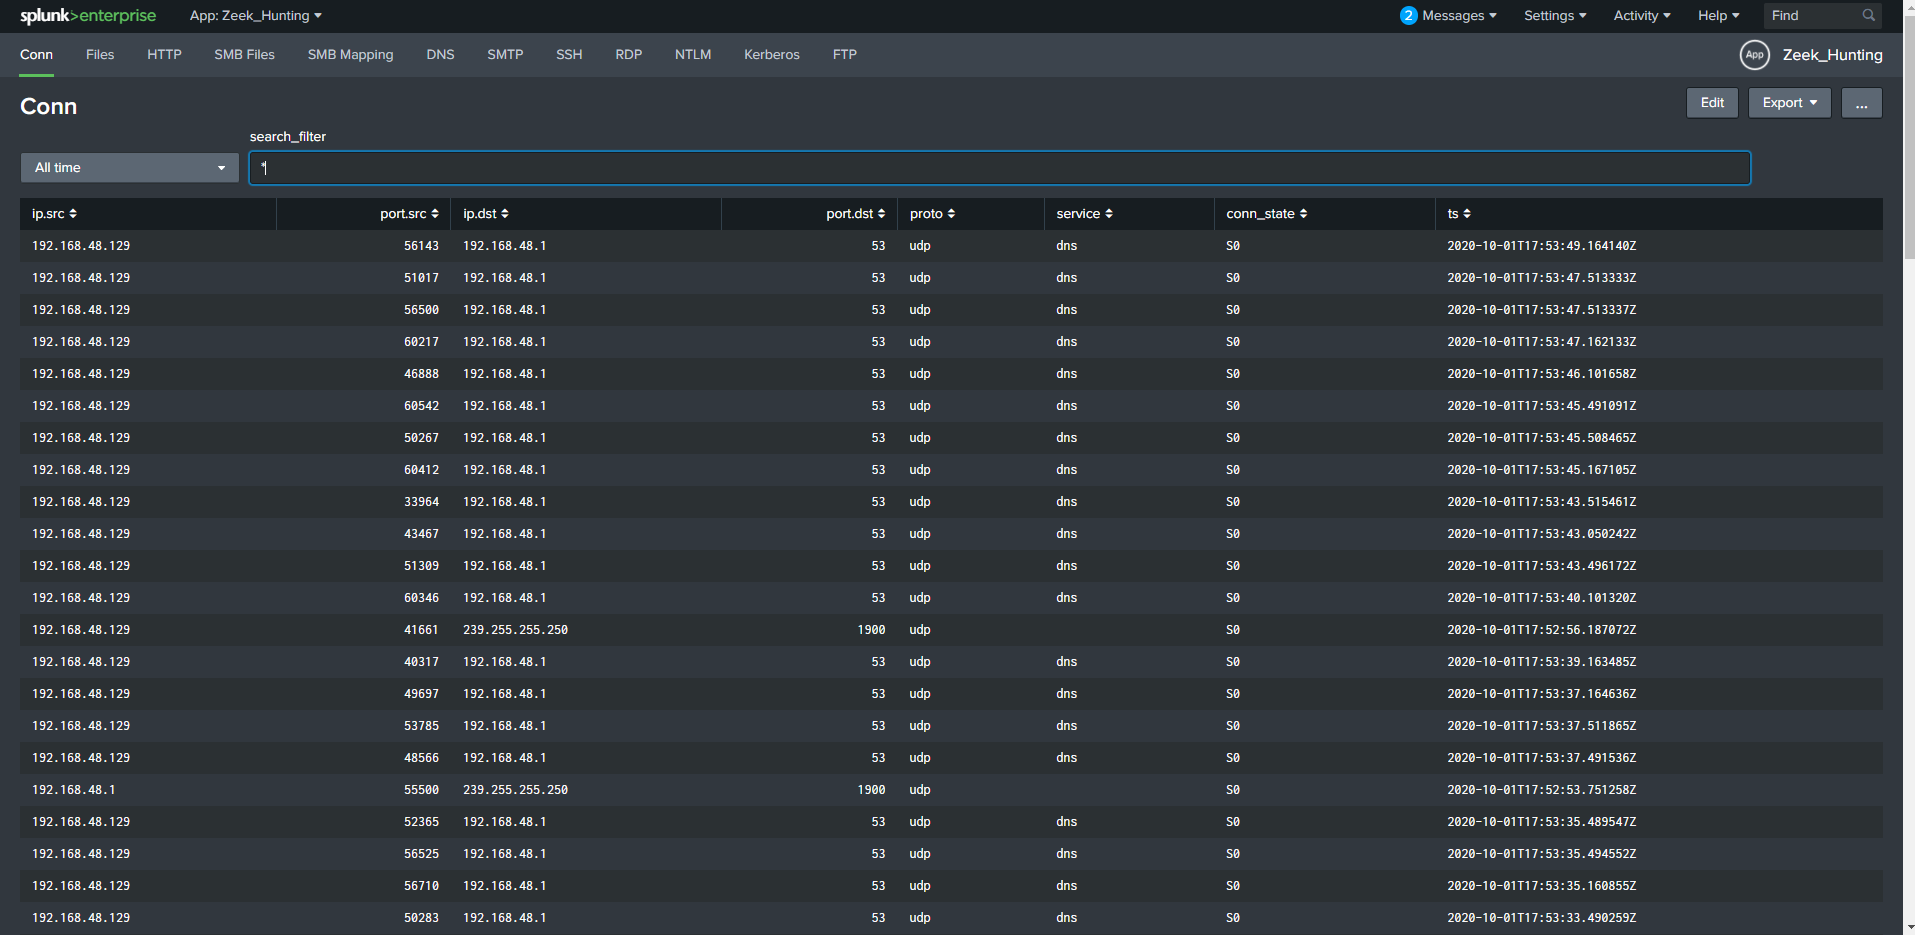 splunk>enterprise App: Zeek_Hunting 2 Messages Settings Activity Help Find
Conn Files HTTP SMB Files SMB Mapping DNS SMTP SSH RDP NTLM Kerberos FTP App Zeek_Hunting
Conn Edit Export ...
search_filter
All time *
ip.src port.src ip.dst port.dst proto service conn_state ts
192.168.48.129 56143 192.168.48.1 53 udp dns S0 2020-10-01T17:53:49.164140Z
192.168.48.129 51017 192.168.48.1 53 udp dns S0 2020-10-01T17:53:47.513333Z
192.168.48.129 56500 192.168.48.1 53 udp dns S0 2020-10-01T17:53:47.513337Z
192.168.48.129 60217 192.168.48.1 53 udp dns S0 2020-10-01T17:53:47.162133Z
192.168.48.129 46888 192.168.48.1 53 udp dns S0 2020-10-01T17:53:46.101658Z
192.168.48.129 60542 192.168.48.1 53 udp dns S0 2020-10-01T17:53:45.491091Z
192.168.48.129 50267 192.168.48.1 53 udp dns S0 2020-10-01T17:53:45.508465Z
192.168.48.129 60412 192.168.48.1 53 udp dns S0 2020-10-01T17:53:45.167105Z
192.168.48.129 33964 192.168.48.1 53 udp dns S0 2020-10-01T17:53:43.515461Z
192.168.48.129 43467 192.168.48.1 53 udp dns S0 2020-10-01T17:53:43.050242Z
192.168.48.129 51309 192.168.48.1 53 udp dns S0 2020-10-01T17:53:43.496172Z
192.168.48.129 60346 192.168.48.1 53 udp dns S0 2020-10-01T17:53:40.101320Z
192.168.48.129 41661 239.255.255.250 1900 udp S0 2020-10-01T17:52:56.187072Z
192.168.48.129 40317 192.168.48.1 53 udp dns S0 2020-10-01T17:53:39.163485Z
192.168.48.129 49697 192.168.48.1 53 udp dns S0 2020-10-01T17:53:37.164636Z
192.168.48.129 53785 192.168.48.1 53 udp dns S0 2020-10-01T17:53:37.511865Z
192.168.48.129 48566 192.168.48.1 53 udp dns S0 2020-10-01T17:53:37.491536Z
192.168.48.1 55500 239.255.255.250 1900 udp S0 2020-10-01T17:52:53.751258Z
192.168.48.129 52365 192.168.48.1 53 udp dns S0 2020-10-01T17:53:35.489547Z
192.168.48.129 56525 192.168.48.1 53 udp dns S0 2020-10-01T17:53:35.494552Z
192.168.48.129 56710 192.168.48.1 53 udp dns S0 2020-10-01T17:53:35.160855Z
192.168.48.129 50283 192.168.48.1 53 udp dns S0 2020-10-01T17:53:33.490259Z